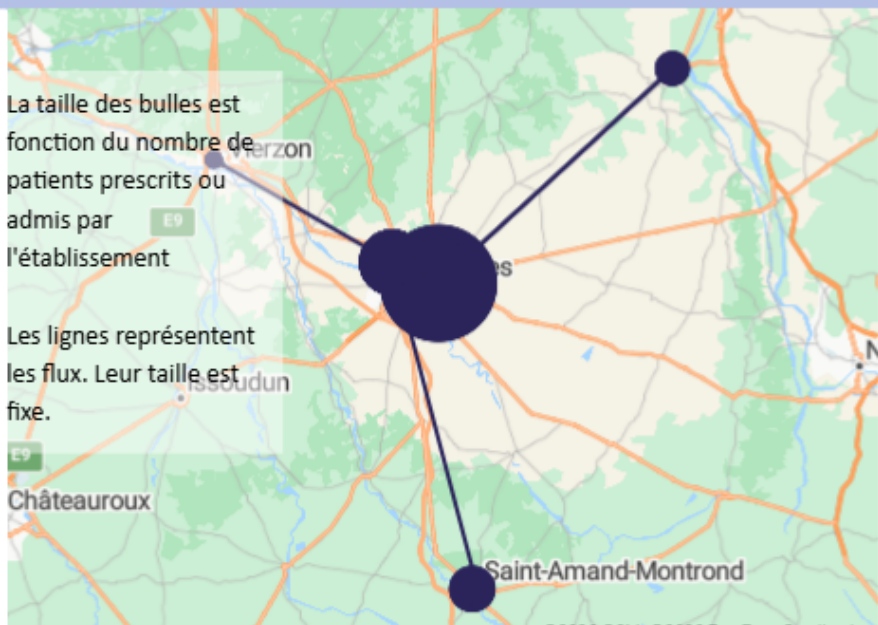 La taille des bulles est
fonction du nombre de
patients prescrits ou
admis par
l'établissement
Les lignes représentent
les flux. Leur taille est
fixe.
Vierzon
E9
es
Issoudun
E9
Châteauroux
N
Saint-Amand-Montrond